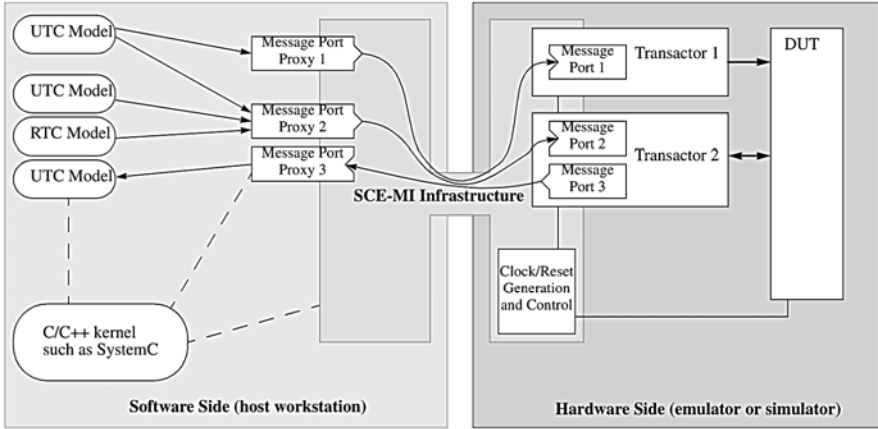 UTC Model
UTC Model
RTC Model
UTC Model
Message Port
Proxy 1
Message Port
Proxy 2
Message Port
Proxy 3
C/C++ kernel
such as SystemC
Software Side (host workstation)
SCE-MI Infrastructure
Message
Port 1
Transactor 1
Message
Port 2
Message
Port 3
Transactor 2
DUT
Clock/Reset
Generation
and Control
Hardware Side (emulator or simulator)